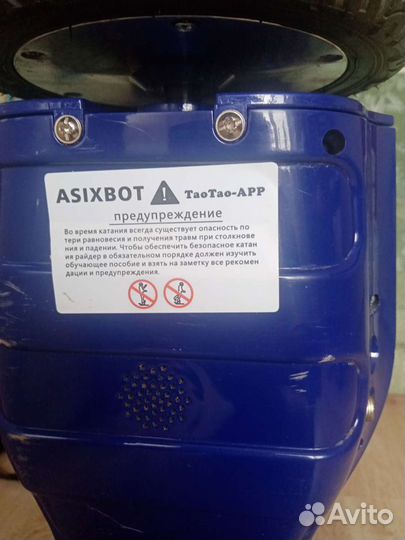 ASIXBOT TaoTao-APP
предупреждение
Во время катания всегда существует опасность по
тери равновесия и получения травм при столкнове
ния и падении. Чтобы обеспечить безопасное катан
ия райдер в обязательном порядке должен изучить
обучающее пособие и взять на заметку все рекомен
дации и предупреждения.
Avito